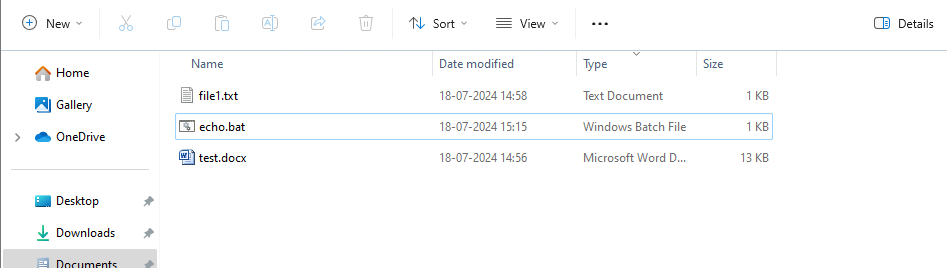 New Sort View ... Details
Name Date modified Type Size
Home
Gallery
OneDrive
file1.txt 18-07-2024 14:58 Text Document 1 KB
echo.bat 18-07-2024 15:15 Windows Batch File 1 KB
test.docx 18-07-2024 14:56 Microsoft Word D... 13 KB
Desktop
Downloads
Documents